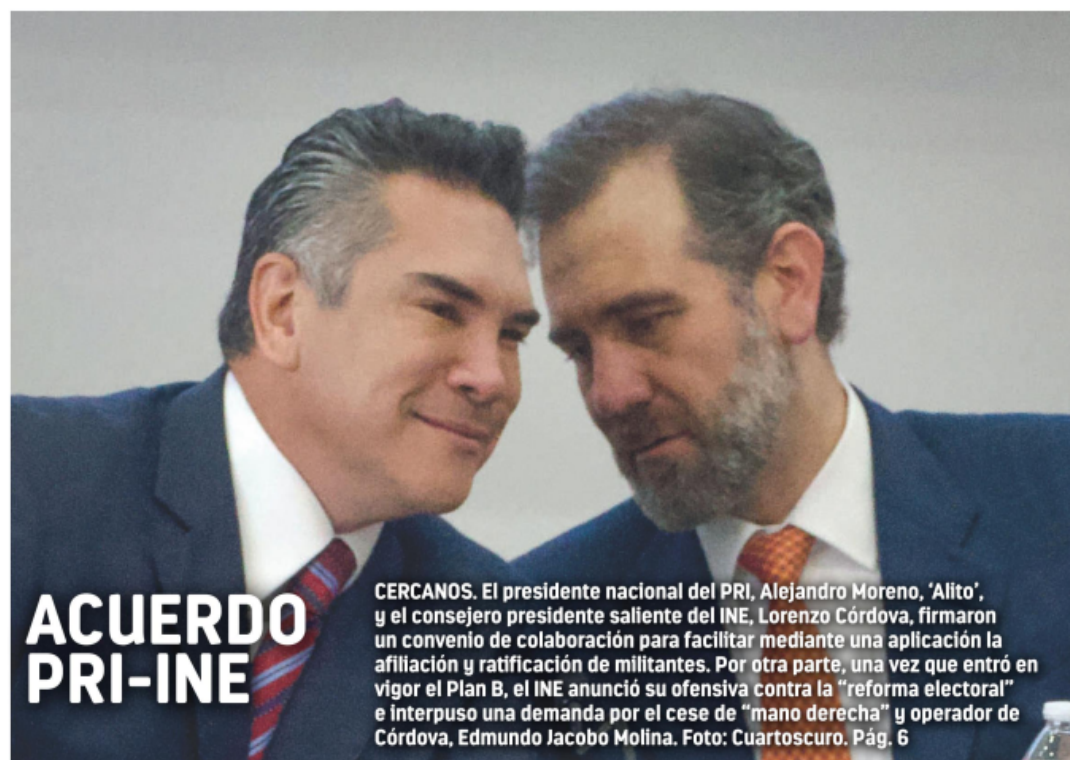 ACUERDO
PRI-INE
CERCANOS. El presidente nacional del PRI, Alejandro Moreno, ‘Alito’,
y el consejero presidente saliente del INE, Lorenzo Córdova, firmaron
un convenio de colaboración para facilitar mediante una aplicación la
afiliación y ratificación de militantes. Por otra parte, una vez que entró en
vigor el Plan B, el INE anunció su ofensiva contra la “reforma electoral”
e interpuso una demanda por el cese de “mano derecha” y operador de
Córdova, Edmundo Jacobo Molina. Foto: Cuartoscuro. Pág. 6